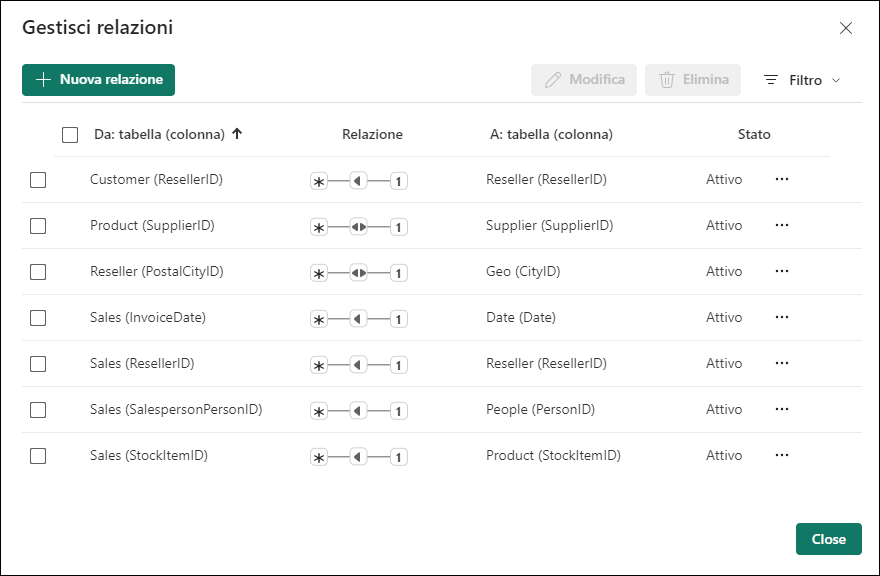 Gestisci relazioni
Nuova relazione Modifica Elimina Filtro
Da: tabella (colonna) Relazione A: tabella (colonna) Stato
Customer (ResellerID) * 1 Reseller (ResellerID) Attivo ...
Product (SupplierID) * 1 Supplier (SupplierID) Attivo ...
Reseller (PostalCityID) * 1 Geo (CityID) Attivo ...
Sales (InvoiceDate) * 1 Date (Date) Attivo ...
Sales (ResellerID) * 1 Reseller (ResellerID) Attivo ...
Sales (SalespersonPersonID) * 1 People (PersonID) Attivo ...
Sales (StockItemID) * 1 Product (StockItemID) Attivo ...
Close